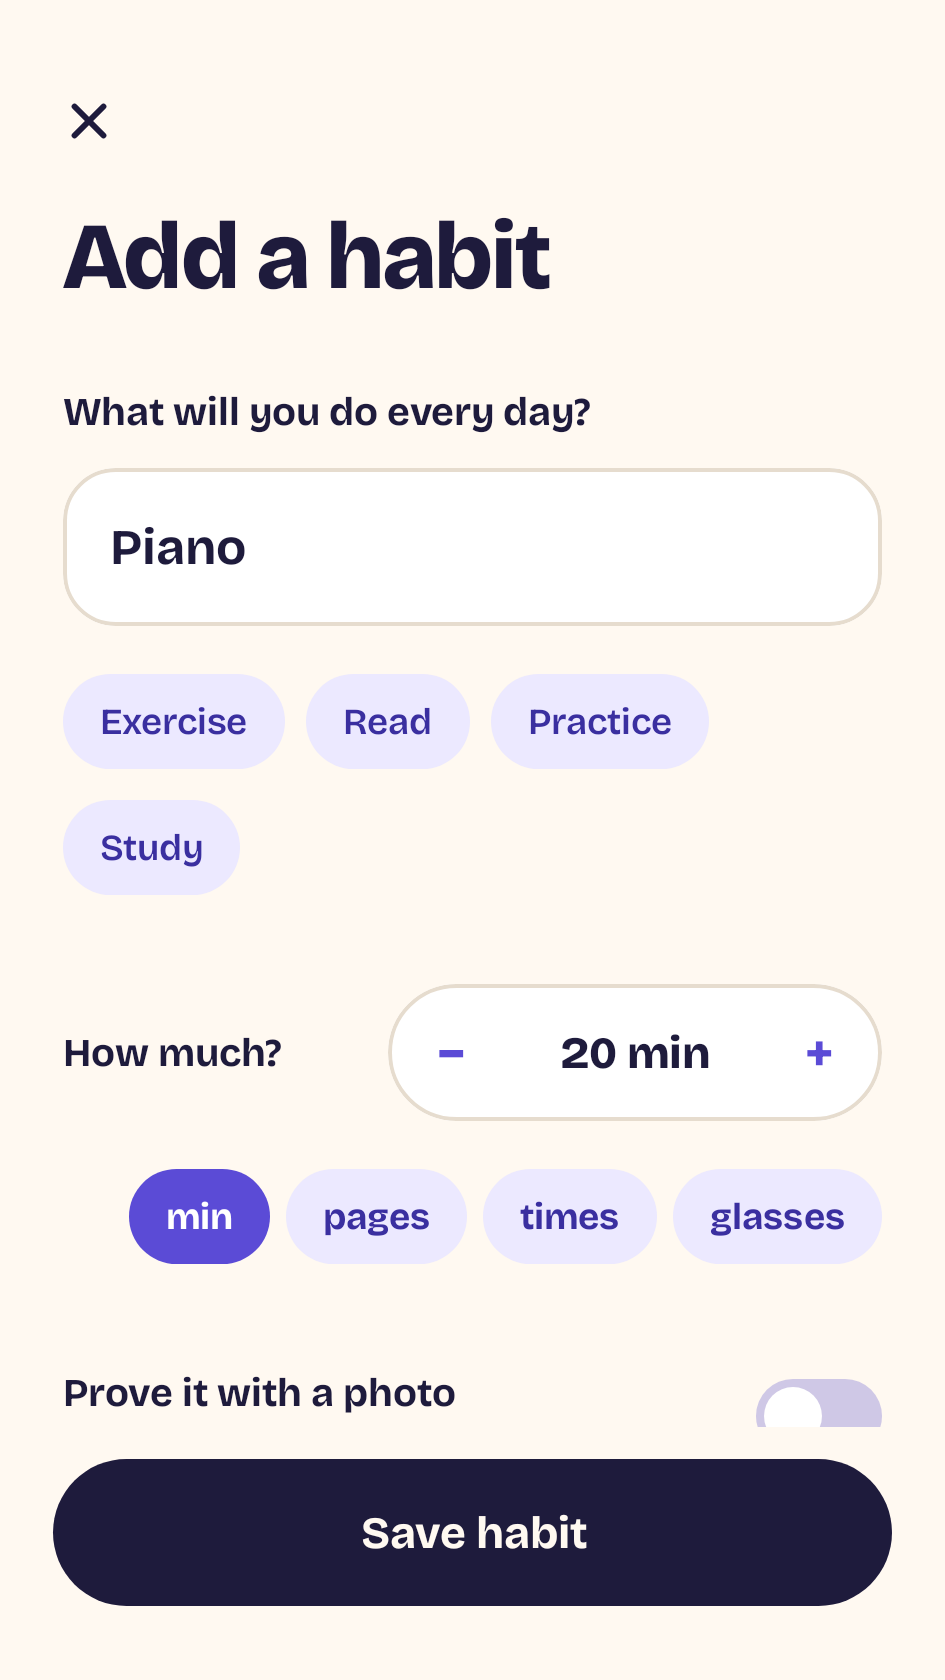 Add a habit
What will you do every day?
Piano
Exercise Read Practice
Study
How much? − 20 min +
min pages times glasses
Prove it with a photo
Save habit